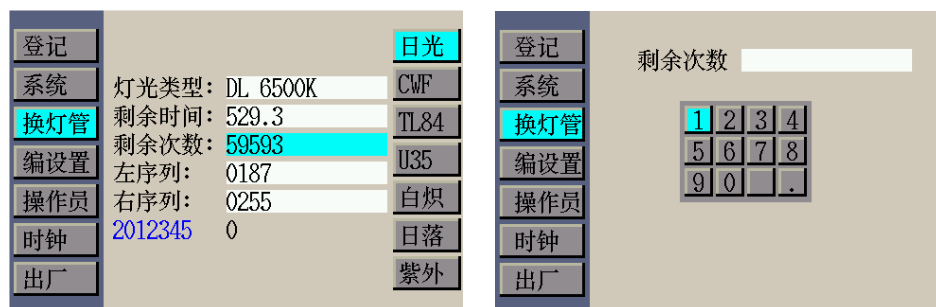 登记
系统
换灯管
编设置
操作员
时钟
出厂
灯光类型: DL 6500K
剩余时间: 529.3
剩余次数: 59593
左序列: 0187
右序列: 0255
2012345 0
日光
CWF
TL84
U35
白炽
日落
紫外
登记
系统
换灯管
编设置
操作员
时钟
出厂
剩余次数
1 2 3 4
5 6 7 8
9 0 .